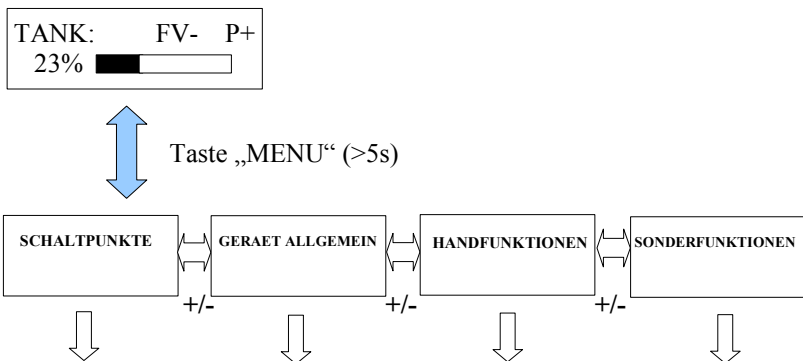 TANK: FV- P+
23%
Taste „MENU“ (>5s)
SCHALTPUNKTE
GERAET ALLGEMEIN
HANDFUNKTIONEN
SONDERFUNKTIONEN
+/-
+/-
+/-